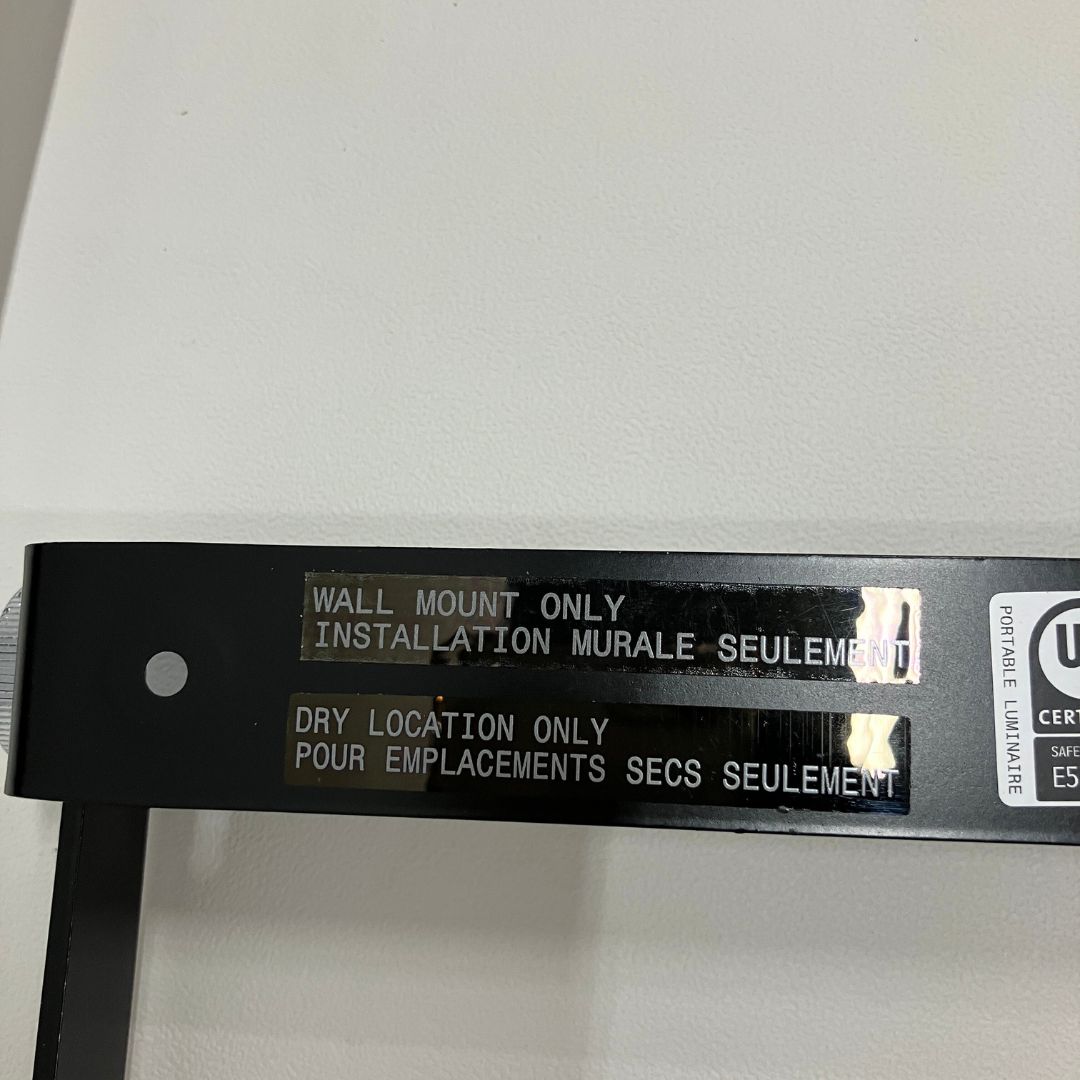 WALL MOUNT ONLY
INSTALLATION MURALE SEULEMENT
DRY LOCATION ONLY
POUR EMPLACEMENTS SECS SEULEMENT
PORTABLE LUMINAIRE